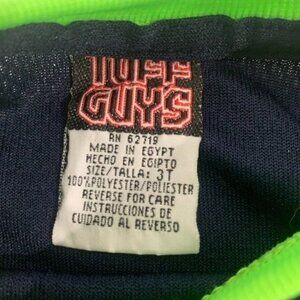 TUFF
GUYS
RN 62719
MADE IN EGYPT
HECHO EN EGIPTO
SIZE/TALLA: 3T
100%POLYESTER/POLIESTER
REVERSE FOR CARE
INSTRUCCIONES DE
CUIDADO AL REVERSO